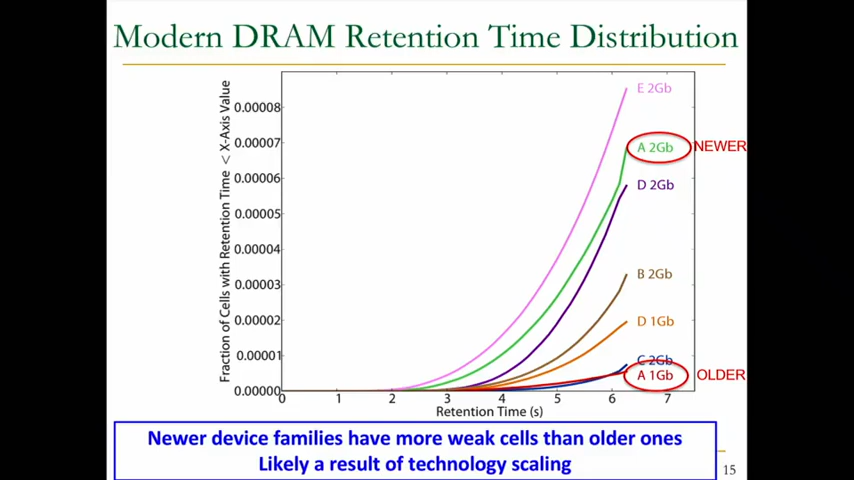 Modern DRAM Retention Time Distribution
Fraction of Cells with Retention Time < X-Axis Value
0.00008
0.00007
0.00006
0.00005
0.00004
0.00003
0.00002
0.00001
0.00000
E 2Gb
A 2Gb NEWER
D 2Gb
B 2Gb
D 1Gb
C 2Gb
A 1Gb OLDER
0 1 2 3 4 5 6 7
Retention Time (s)
Newer device families have more weak cells than older ones
Likely a result of technology scaling
15